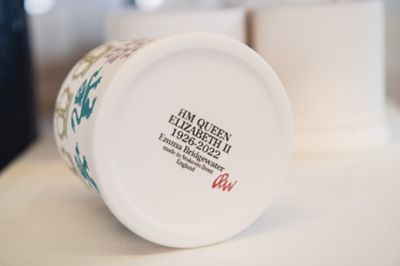 HM QUEEN
ELIZABETH II
1926-2022
Emma Bridgewater
made in Stoke-on-Trent
England